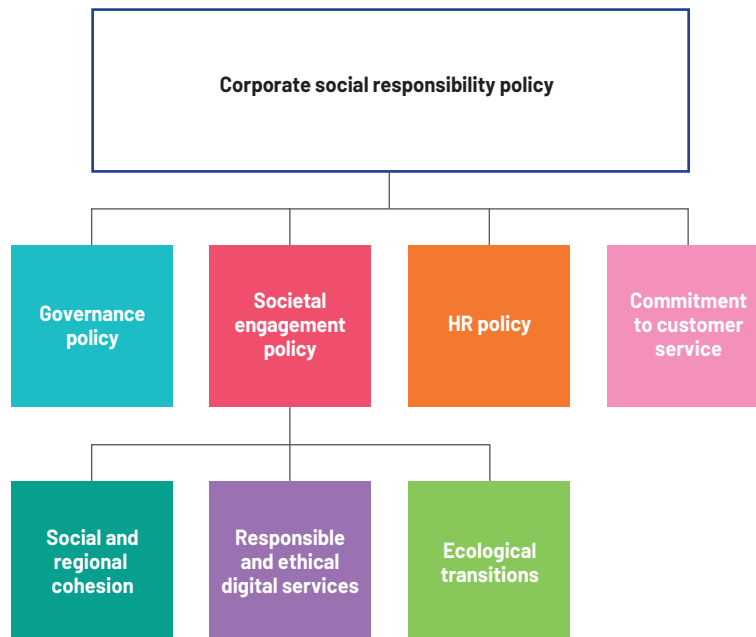 Corporate social responsibility policy
Governance
policy
Societal
engagement
policy
HR policy
Commitment
to customer
service
Social and
regional
cohesion
Responsible
and ethical
digital services
Ecological
transitions